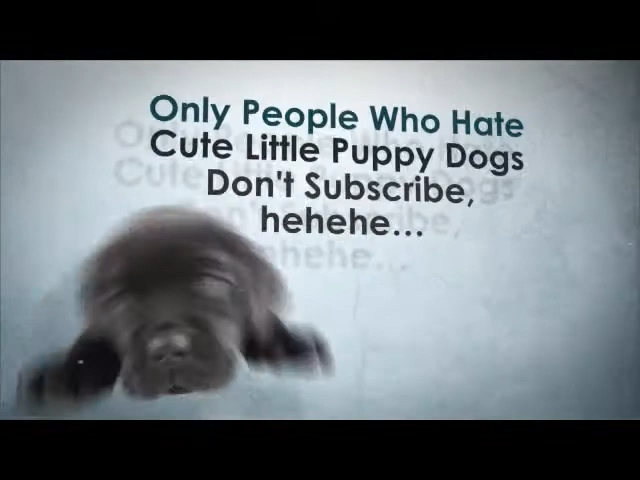 Only People Who Hate
Cute Little Puppy Dogs
Don't Subscribe,
hehehe...